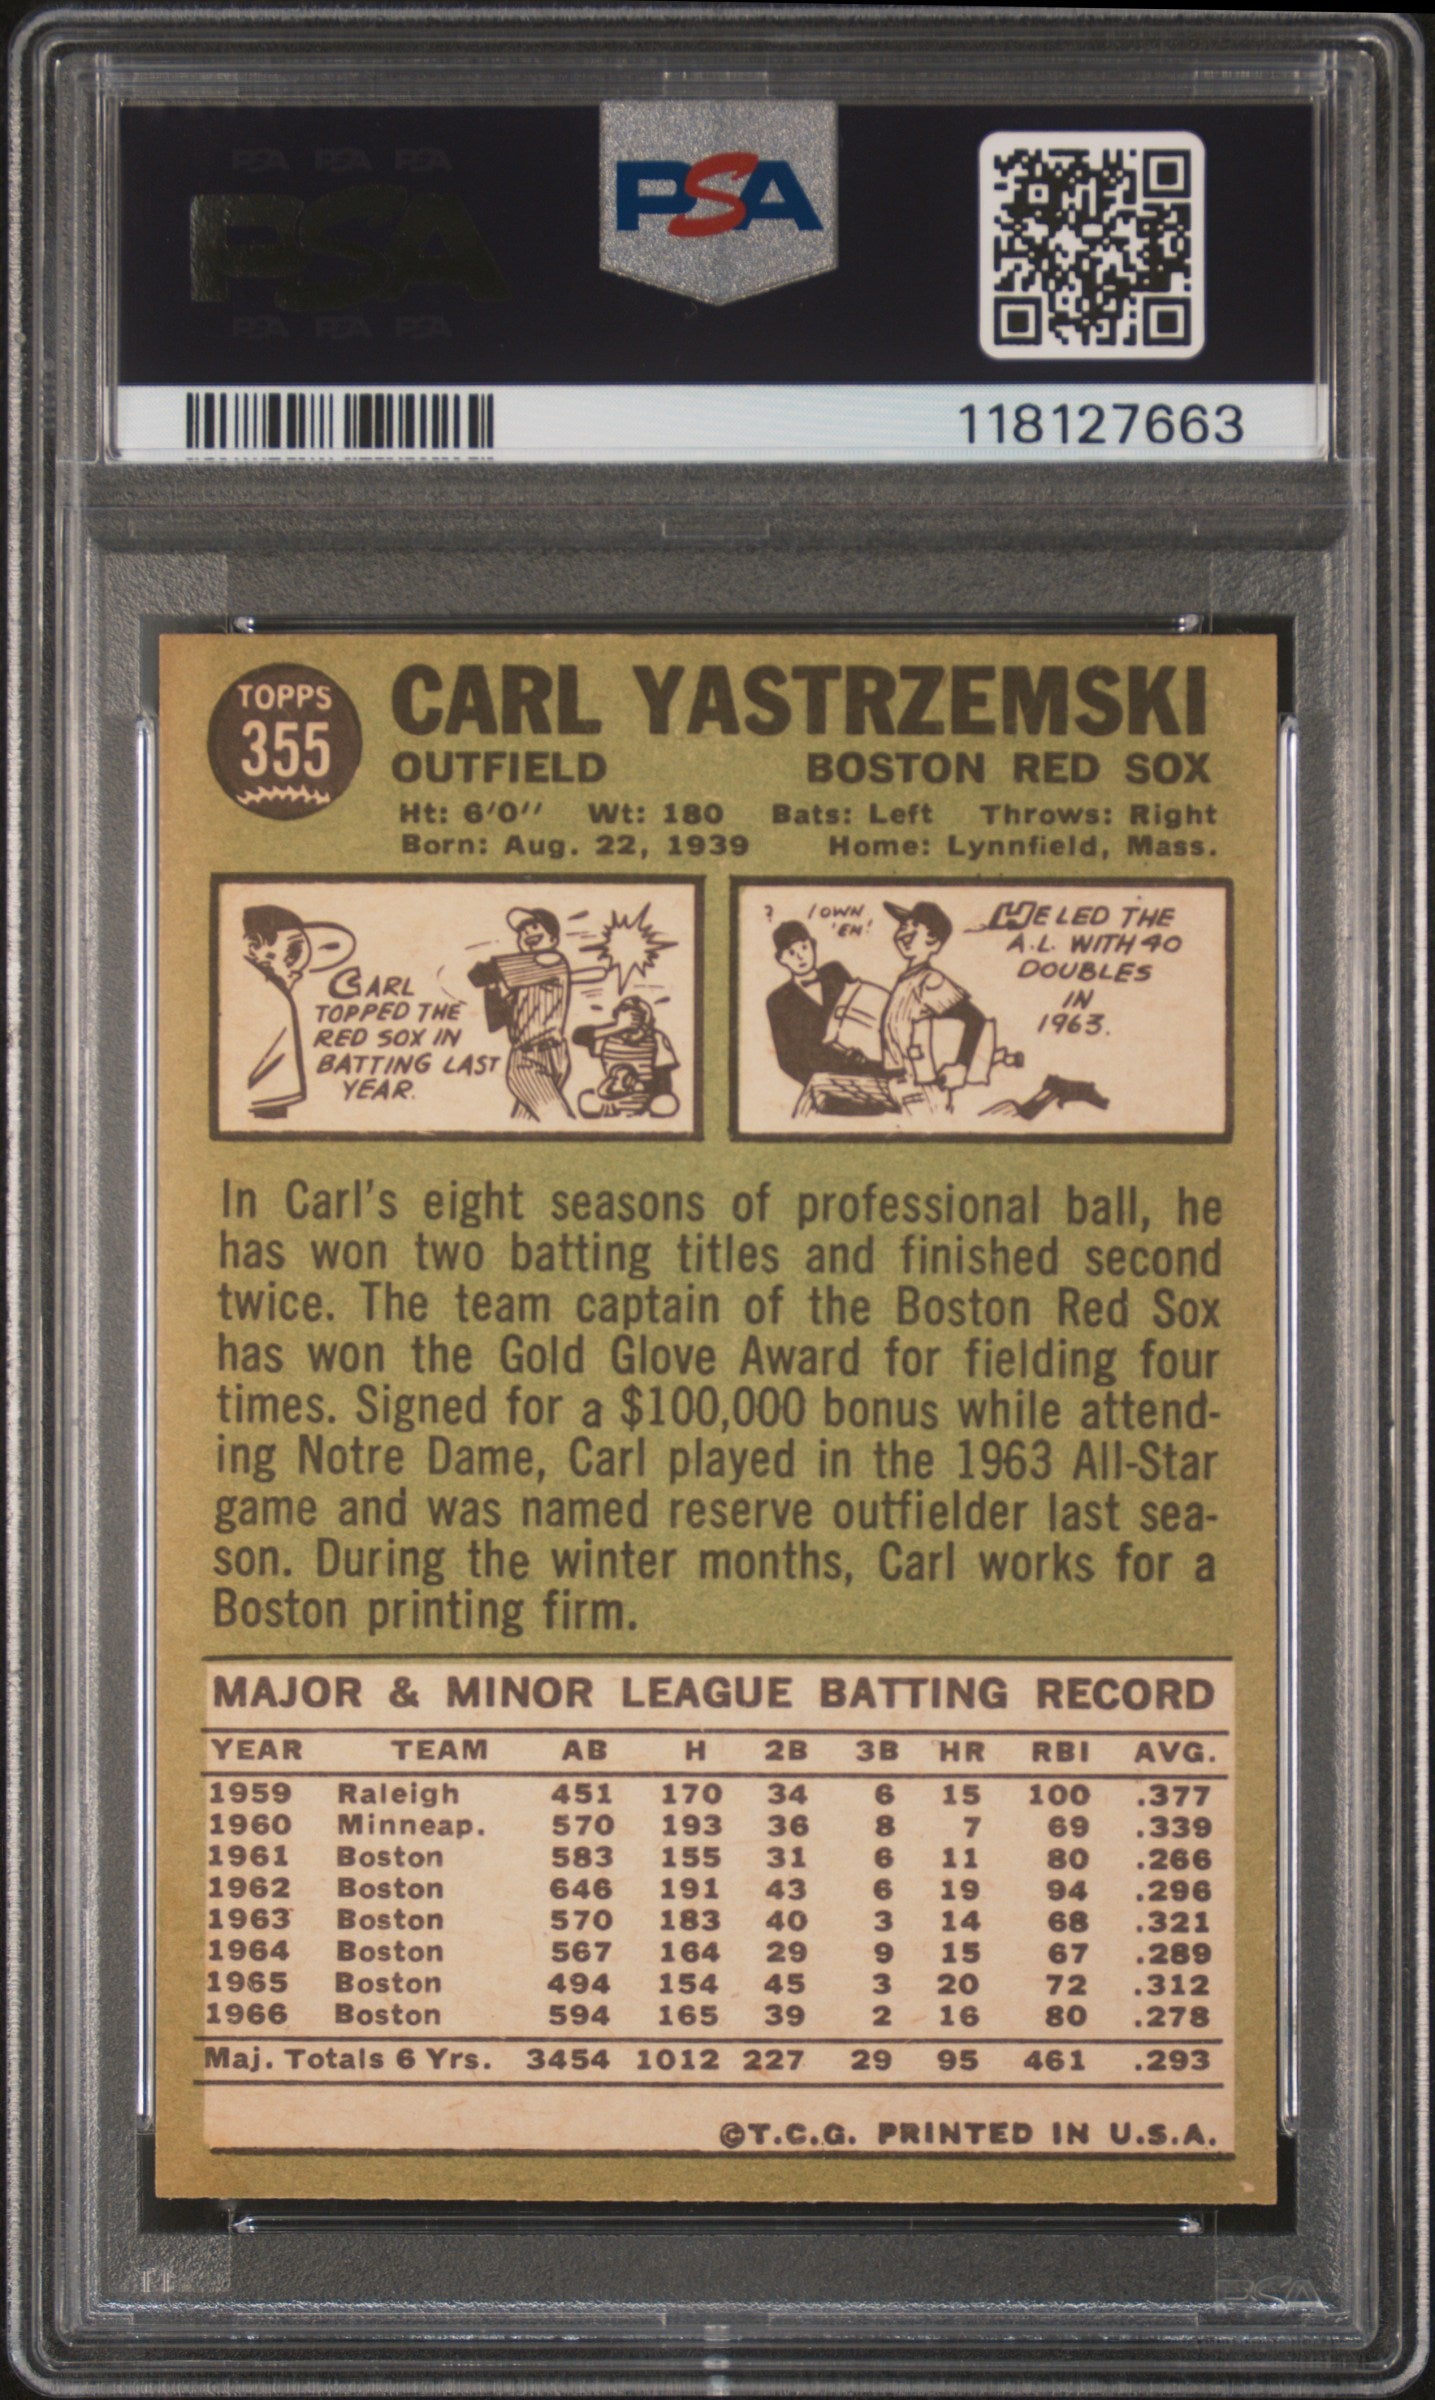 PSA PSA PSA
PSA
PSA PSA PSA
PSA
118127663
TOPPS
355
CARL YASTRZEMSKI
OUTFIELD BOSTON RED SOX
Ht: 6'0'' Wt: 180 Bats: Left Throws: Right
Born: Aug. 22, 1939 Home: Lynnfield, Mass.
CARL
TOPPED THE
RED SOX IN
BATTING LAST
YEAR.
? I OWN
'EM!
HE LED THE
A.L. WITH 40
DOUBLES
IN
1963.
In Carl's eight seasons of professional ball, he
has won two batting titles and finished second
twice. The team captain of the Boston Red Sox
has won the Gold Glove Award for fielding four
times. Signed for a $100,000 bonus while attend-
ing Notre Dame, Carl played in the 1963 All-Star
game and was named reserve outfielder last sea-
son. During the winter months, Carl works for a
Boston printing firm.
MAJOR & MINOR LEAGUE BATTING RECORD
YEAR TEAM AB H 2B 3B HR RBI AVG.
1959 Raleigh 451 170 34 6 15 100 .377
1960 Minneap. 570 193 36 8 7 69 .339
1961 Boston 583 155 31 6 11 80 .266
1962 Boston 646 191 43 6 19 94 .296
1963 Boston 570 183 40 3 14 68 .321
1964 Boston 567 164 29 9 15 67 .289
1965 Boston 494 154 45 3 20 72 .312
1966 Boston 594 165 39 2 16 80 .278
Maj. Totals 6 Yrs. 3454 1012 227 29 95 461 .293
©T.C.G. PRINTED IN U.S.A.
PSA